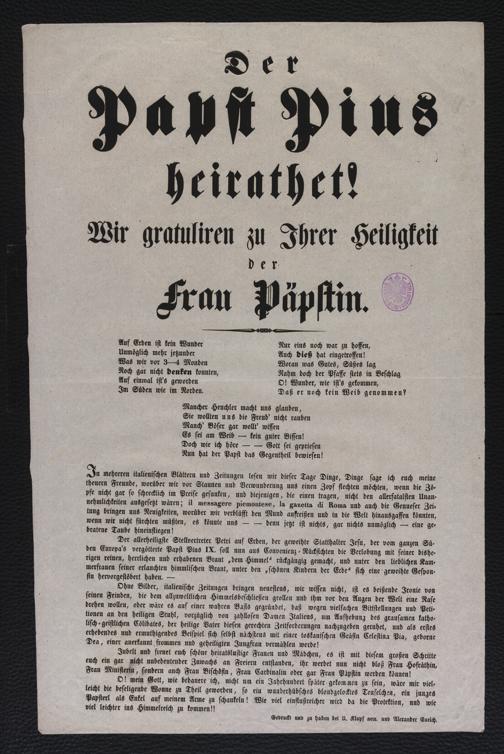 Der
Papst Pius
heirathet!
Wir gratuliren zu Ihrer Heiligkeit
der
Frau Päpstin.
Auf Erden ist kein Wunder
Unmöglich mehr jetzunder
Was wir vor 3—4 Monden
Noch gar nicht denken konnten,
Auf einmal ist's geworden
Im Süden wie im Norden.
Nur eins noch war zu hoffen,
Auch dieß hat eingetroffen!
Woran was Gutes, Süßes lag
Nahm doch der Pfaffe stets in Beschlag
O! Wunder, wie ist's gekommen,
Daß er noch kein Weib genommen?
Mancher Heuchler macht uns glauben,
Sie wollten uns die Freud' nicht rauben
Manch' Böser gar wollt' wissen
Es sei am Weib — kein guter Bissen!
Doch wie ich höre — — Gott sei gepriesen
Nun hat der Papst das Gegentheil bewiesen!
In mehreren italienischen Blättern und Zeitungen lesen wir dieser Tage Dinge, Dinge sage ich euch meine
theuren Freunde, worüber wir vor Staunen und Verwunderung uns einen Zopf flechten möchten, wenn die Zö-
pfe nicht gar so schrecklich im Preise gesunken, und diejenigen, die einen tragen, nicht den allerfatalsten Unan-
nehmlichkeiten ausgesetzt wären; il messagere piemontese, la gazetta di Roma und auch die Genueser Zei-
tung bringen uns Neuigkeiten, worüber wir verblüfft den Mund aufreißen und in die Welt hinausgaffen könnten,
wenn wir nicht fürchten müßten, es könnte uns — — denn jetzt ist nichts, gar nichts unmöglich — eine ge-
bratene Taube hineinfliegen!
Der allerheiligste Stellvertreter Petri auf Erden, der geweihte Statthalter Jesu, der vom ganzen Sü-
den Europa's vergötterte Papst Pius IX. soll nun aus Convenienz-Rücksichten die Verlobung mit seiner bishe-
rigen reinen, herrlichen und erhabenen Braut „dem Himmel" rückgängig gemacht, und unter den lieblichen Kam-
merfrauen seiner erlauchten himmlischen Braut, unter den „schönen Kindern der Erde" sich eine geweihte Gespon-
sin hervorgestöbert haben. —
Ohne Bilder, italienische Zeitungen bringen neuestens, wir wissen nicht, ist es beißende Ironie von
seinen Feinden, die dem allgewaltichen Himmelsbeschließer grollen und ihm vor den Augen der Welt eine Nase
drehen wollen, oder wäre es auf einer wahren Basis gegründet, daß wegen vielfachen Bittstellungen und Peti-
tionen an den heiligen Stuhl, vorzüglich von zahllosen Damen Italiens, um Aufhebung des grausamen katho-
lisch-geistlichen Cölibates, der heilige Vater diesen gerechten Zeitforderungen nachzugeben geruhet, und als erstes
erhebendes und ermuthigendes Beispiel sich selbst nächstens mit einer toskanischen Gräfin Celestina Pia, geborne
Dea, einer anerkannt frommen und geheiligten Jungfrau vermählen werde!
Jubelt und freuet euch schöne heiratslustige Frauen und Mädchen, es ist mit diesem großen Schritte
euch ein gar nicht unbedeutender Zuwachs an Freiern entstanden, ihr werdet nun nicht bloß Frau Hofräthin,
Frau Ministerin, sondern auch Frau Bischöfin, Frau Cardinalin oder gar Frau Päpstin werden können!
O! mein Gott, wie bedauere ich, nicht um ein Jahrhundert später gekommen zu sein, wäre mir viel-
leicht die beseligende Wonne zu Theil geworden, so ein wunderhübsches blondgelocktes Teufelchen, ein junges
Papsterl als Enkel auf meinem Arme zu schaukeln! Wie viel einflußreicher wird da die Protektion, und wie
viel leichter ins Himmelreich zu kommen!!
Gedruckt und zu haben bei U. Klopf sen. und Alexander Eurich.